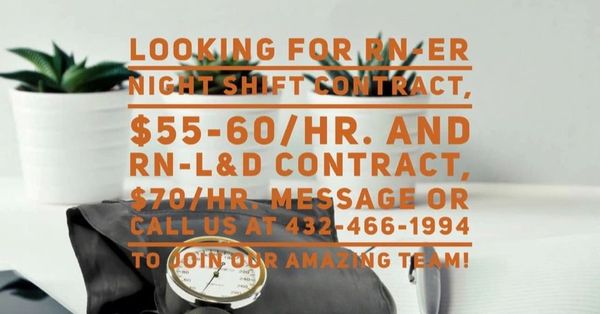 LOOKING FOR RN-ER
NIGHT SHIFT CONTRACT,
$55-60/HR. AND
RN-L&D CONTRACT,
$70/HR. MESSAGE OR
CALL US AT 432-466-1994
TO JOIN OUR AMAZING TEAM!